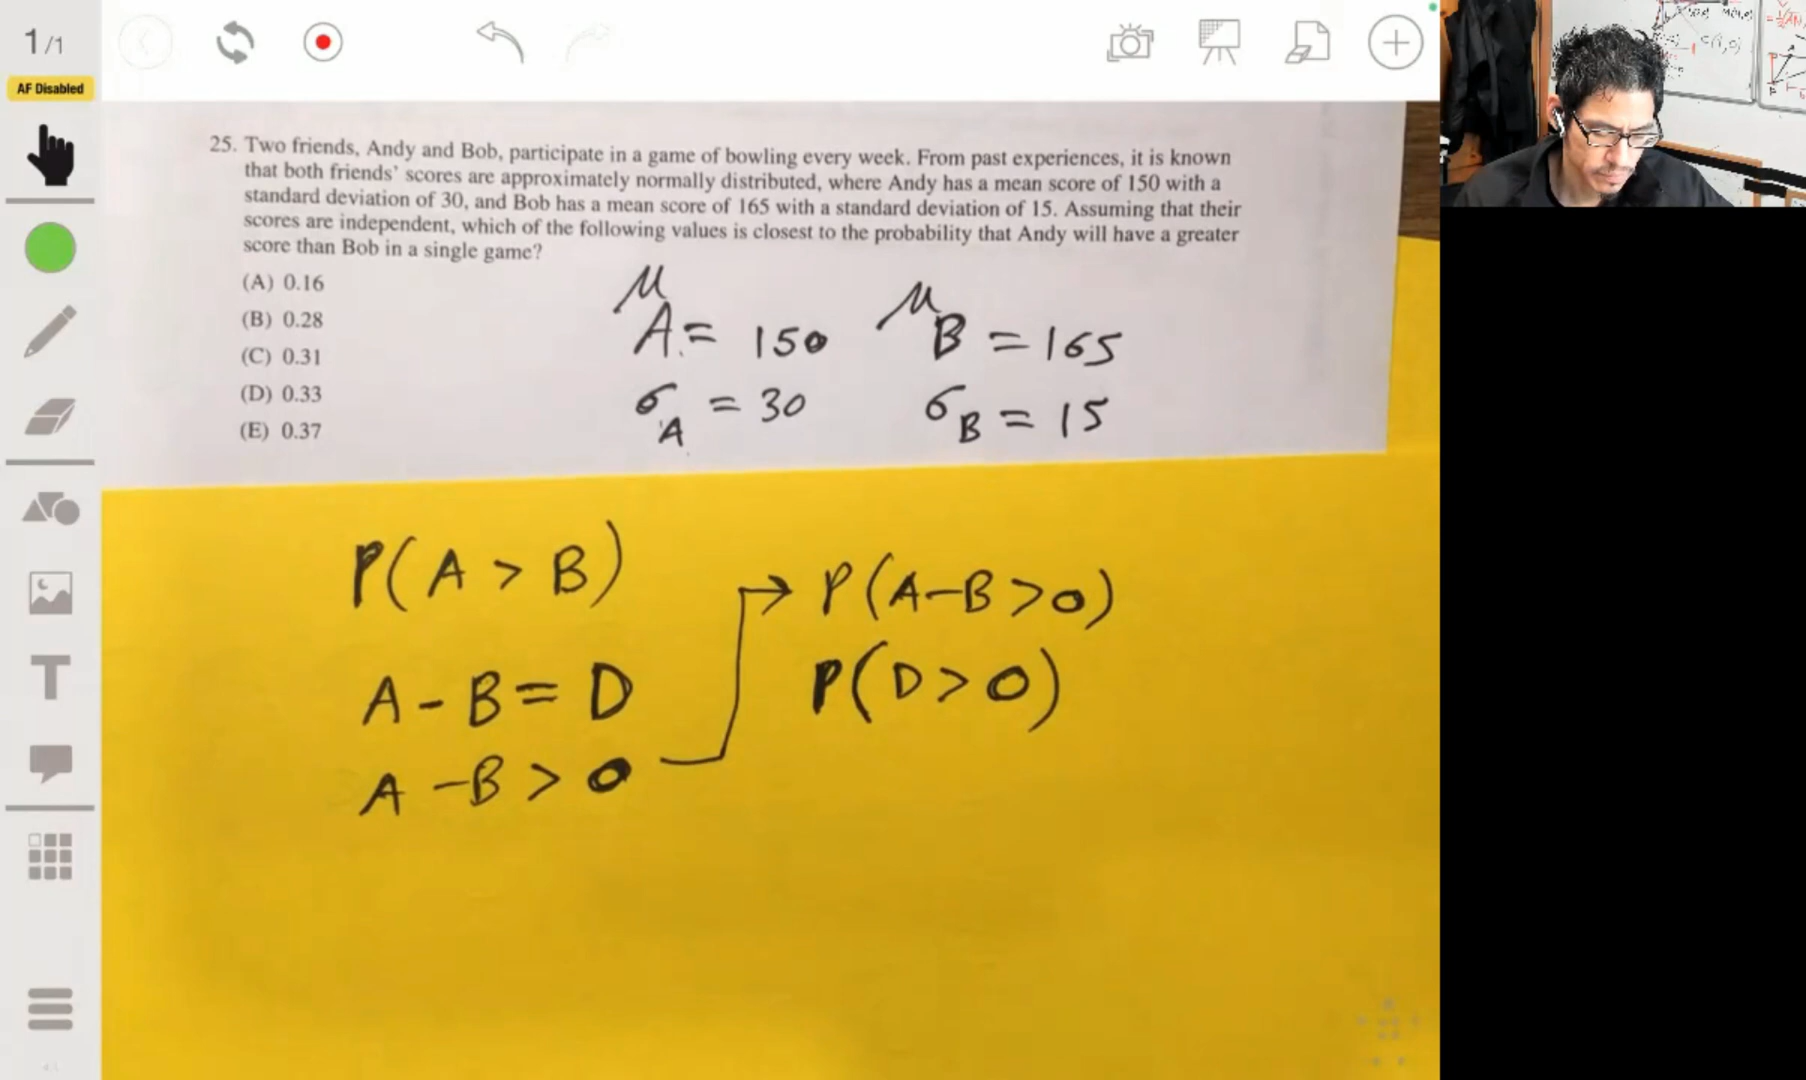 1/1
AF Disabled
25. Two friends, Andy and Bob, participate in a game of bowling every week. From past experiences, it is known
that both friends' scores are approximately normally distributed, where Andy has a mean score of 150 with a
standard deviation of 30, and Bob has a mean score of 165 with a standard deviation of 15. Assuming that their
scores are independent, which of the following values is closest to the probability that Andy will have a greater
score than Bob in a single game?
(A) 0.16
(B) 0.28
(C) 0.31
(D) 0.33
(E) 0.37
μ_A = 150 μ_B = 165
σ_A = 30 σ_B = 15
P(A > B)
A - B = D
A - B > 0
P(A-B>0)
P(D>0)
T